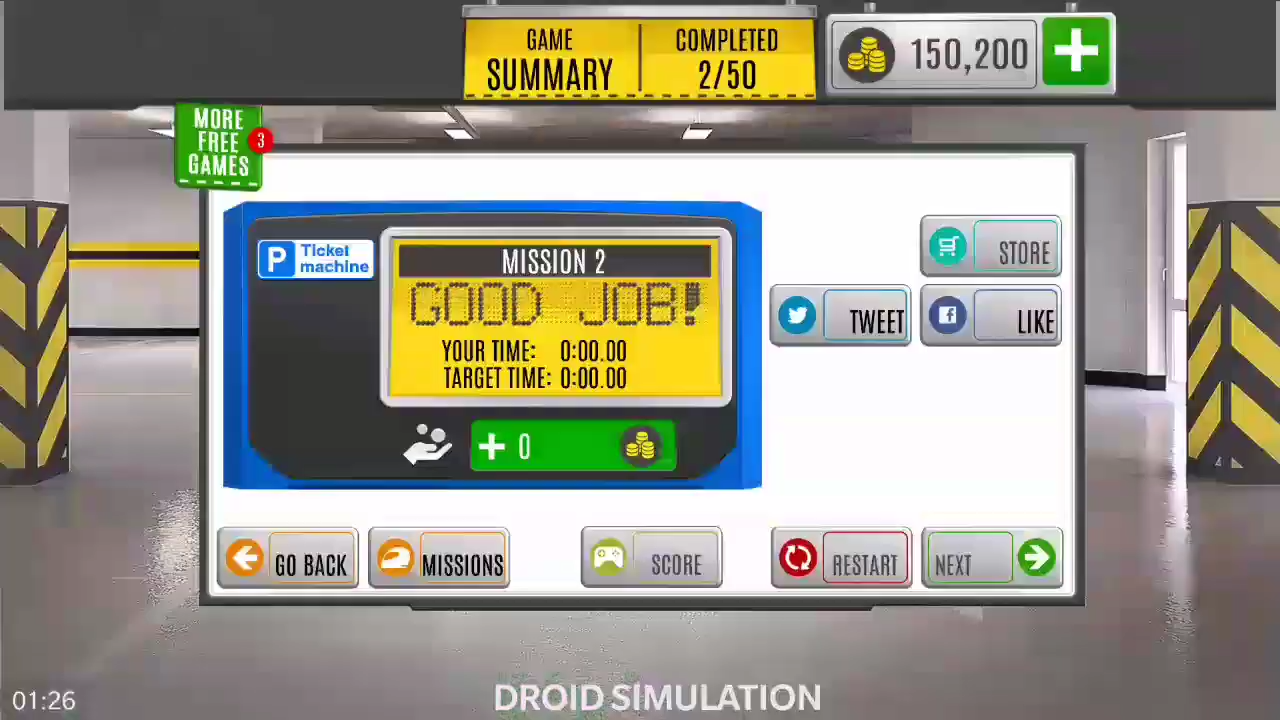 GAME
SUMMARY
COMPLETED
2/50
150,200
MORE
FREE
GAMES
3
P Ticket
machine
MISSION 2
GOOD JOB!
YOUR TIME: 0:00.00
TARGET TIME: 0:00.00
+ 0
STORE
TWEET
LIKE
GO BACK
MISSIONS
SCORE
RESTART
NEXT
01:26
DROID SIMULATION